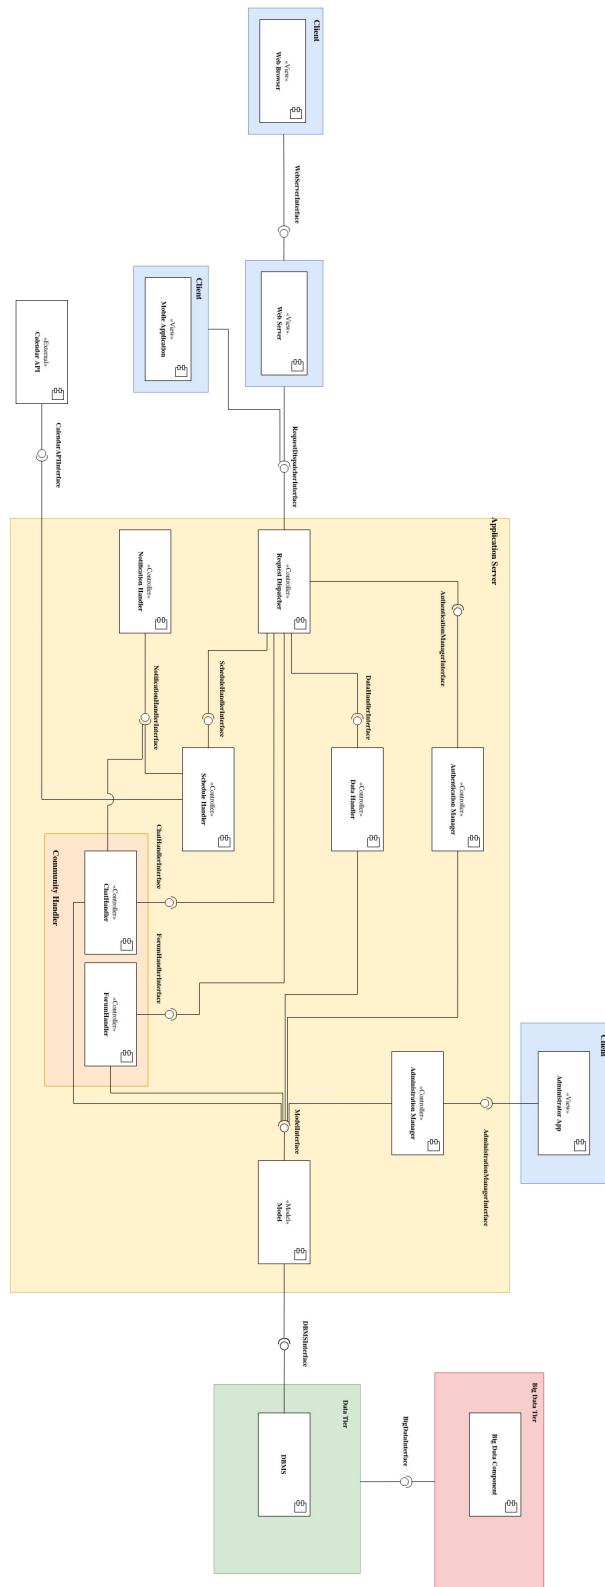 Client
«View»
Web Browser
WebServerInterface
Client
«View»
Mobile Application
«View»
Web Server
«External»
Calendar API
CalendarAPIInterface
RequestDispatcherInterface
Application Server
«Controller»
Notification Handler
«Controller»
Request Dispatcher
AuthenticationManagerInterface
NotificationHandlerInterface
ScheduleHandlerInterface
DataHandlerInterface
«Controller»
Schedule Handler
«Controller»
Data Handler
«Controller»
Authentication Manager
ChatHandlerInterface
Community Handler
«Controller»
ChatHandler
ForumHandlerInterface
«Controller»
ForumHandler
Client
«View»
Administrator App
«Controller»
Administration Manager
AdministrationManagerInterface
ModelInterface
«Model»
Model
DBMSInterface
Data Tier
DBMS
BigDataInterface
Big Data Tier
Big Data Component